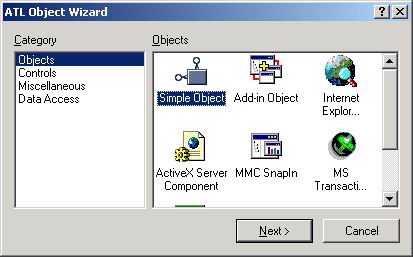 ATL Object Wizard
Category
Objects
Objects
Controls
Miscellaneous
Data Access
Simple Object
Add-in Object
Internet
Explor...
ActiveX Server
Component
MMC SnapIn
MS
Transacti...
Next >
Cancel